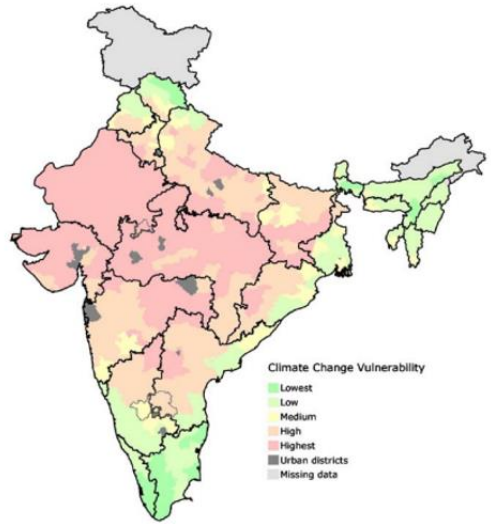 Climate Change Vulnerability
Lowest
Low
Medium
High
Highest
Urban districts
Missing data